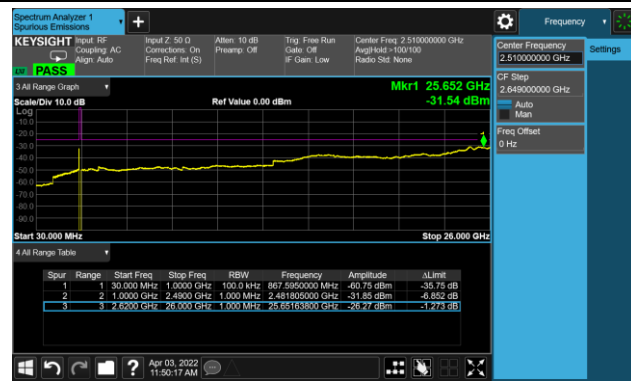 Spectrum Analyzer 1
Spurious Emissions
Frequency
KEYSIGHT
Input: RF
Coupling: AC
Align: Auto
Input Z: 50 Ω
Corrections: On
Freq Ref: Int (S)
Atten: 10 dB
Preamp: Off
Trig: Free Run
Gate: Off
IF Gain: Low
Center Freq: 2.510000000 GHz
Avg|Hold:>100/100
Radio Std: None
PASS
Center Frequency
2.510000000 GHz
Settings
CF Step
2.649000000 GHz
Auto
Man
Freq Offset
0 Hz
3 All Range Graph
Mkr1 25.652 GHz
-31.54 dBm
Scale/Div 10.0 dB
Ref Value 0.00 dBm
Log
-10.0
-20.0
-30.0
-40.0
-50.0
-60.0
-70.0
-80.0
-90.0
1
Start 30.000 MHz
Stop 26.000 GHz
4 All Range Table
Spur Range Start Freq Stop Freq RBW Frequency Amplitude ΔLimit
1 1 30.000 MHz 1.0000 GHz 100.0 kHz 867.5950000 MHz -60.75 dBm -35.75 dB
2 2 1.0000 GHz 2.4900 GHz 1.000 MHz 2.481805000 GHz -31.85 dBm -6.852 dB
3 3 2.6200 GHz 26.000 GHz 1.000 MHz 25.65163800 GHz -26.27 dBm -1.273 dB
?
Apr 03, 2022
11:50:17 AM